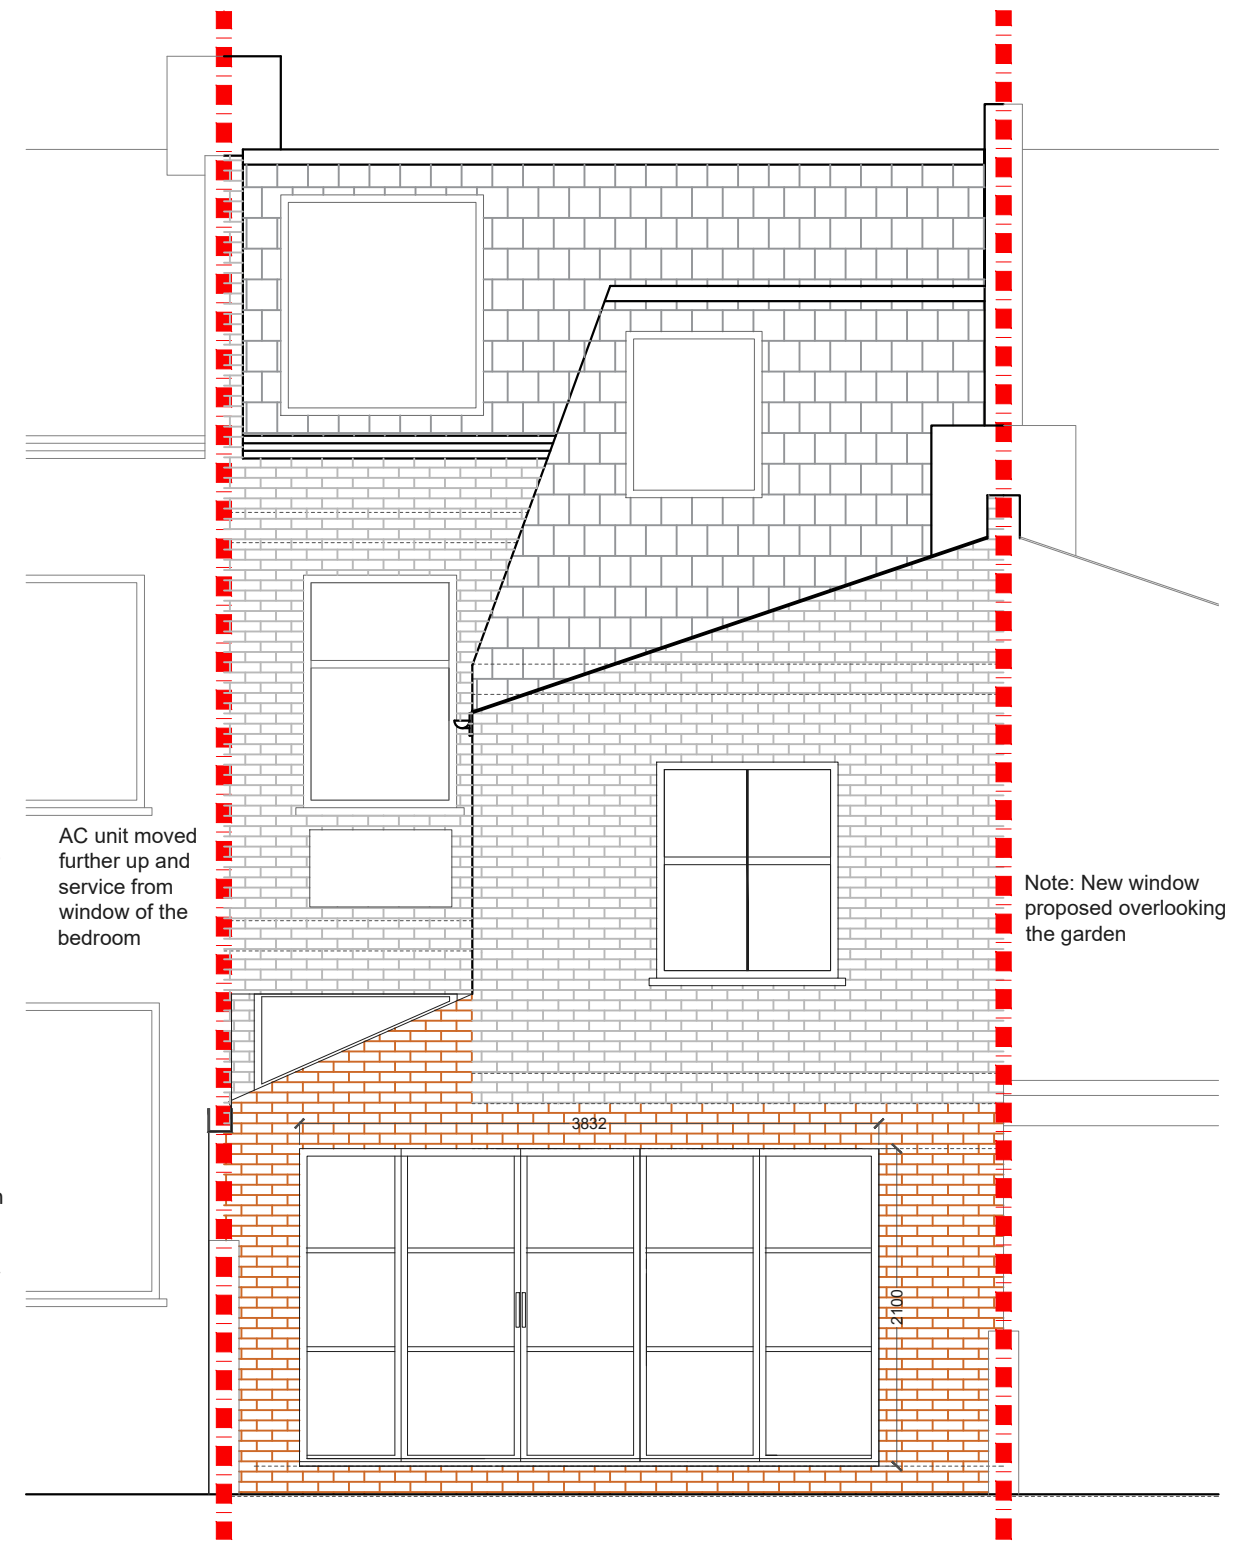 AC unit moved
further up and
service from
window of the
bedroom
Note: New window
proposed overlooking
the garden
3832
2100